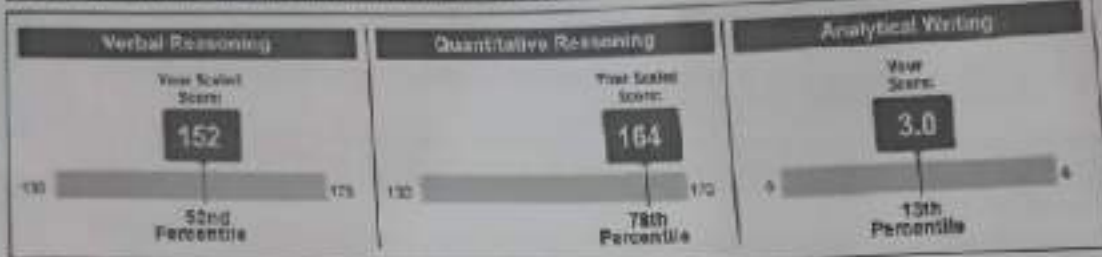 Verbal Reasoning
Your Scaled
Score:
152
130
170
52nd
Percentile
Quantitative Reasoning
Your Scaled
Score:
164
130
170
78th
Percentile
Analytical Writing
Your
Score:
3.0
0
6
13th
Percentile